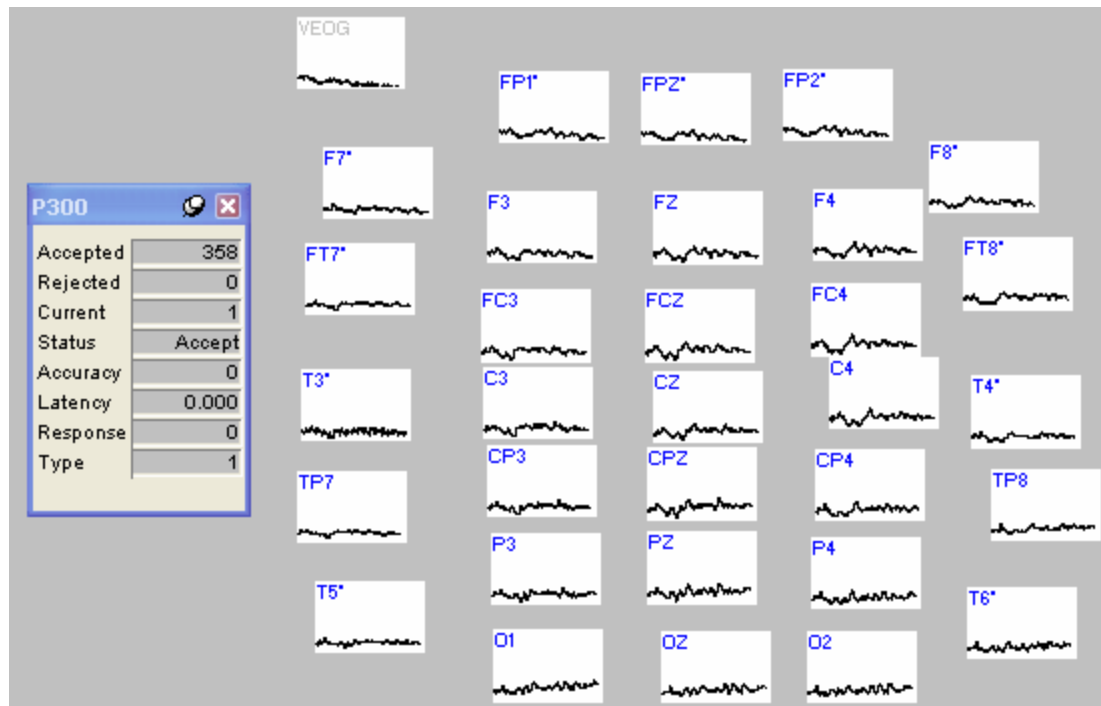 VEOG
FP1"
FPZ"
FP2"
F7"
F8"
P300
F3
FZ
F4
Accepted 358
FT7"
FT8"
Rejected 0
FC3
FCZ
FC4
Current 1
Status Accept
Accuracy 0
T3"
C3
CZ
C4
T4"
Latency 0.000
Response 0
Type 1
TP7
CP3
CPZ
CP4
TP8
P3
PZ
P4
T5"
T6"
O1
OZ
O2